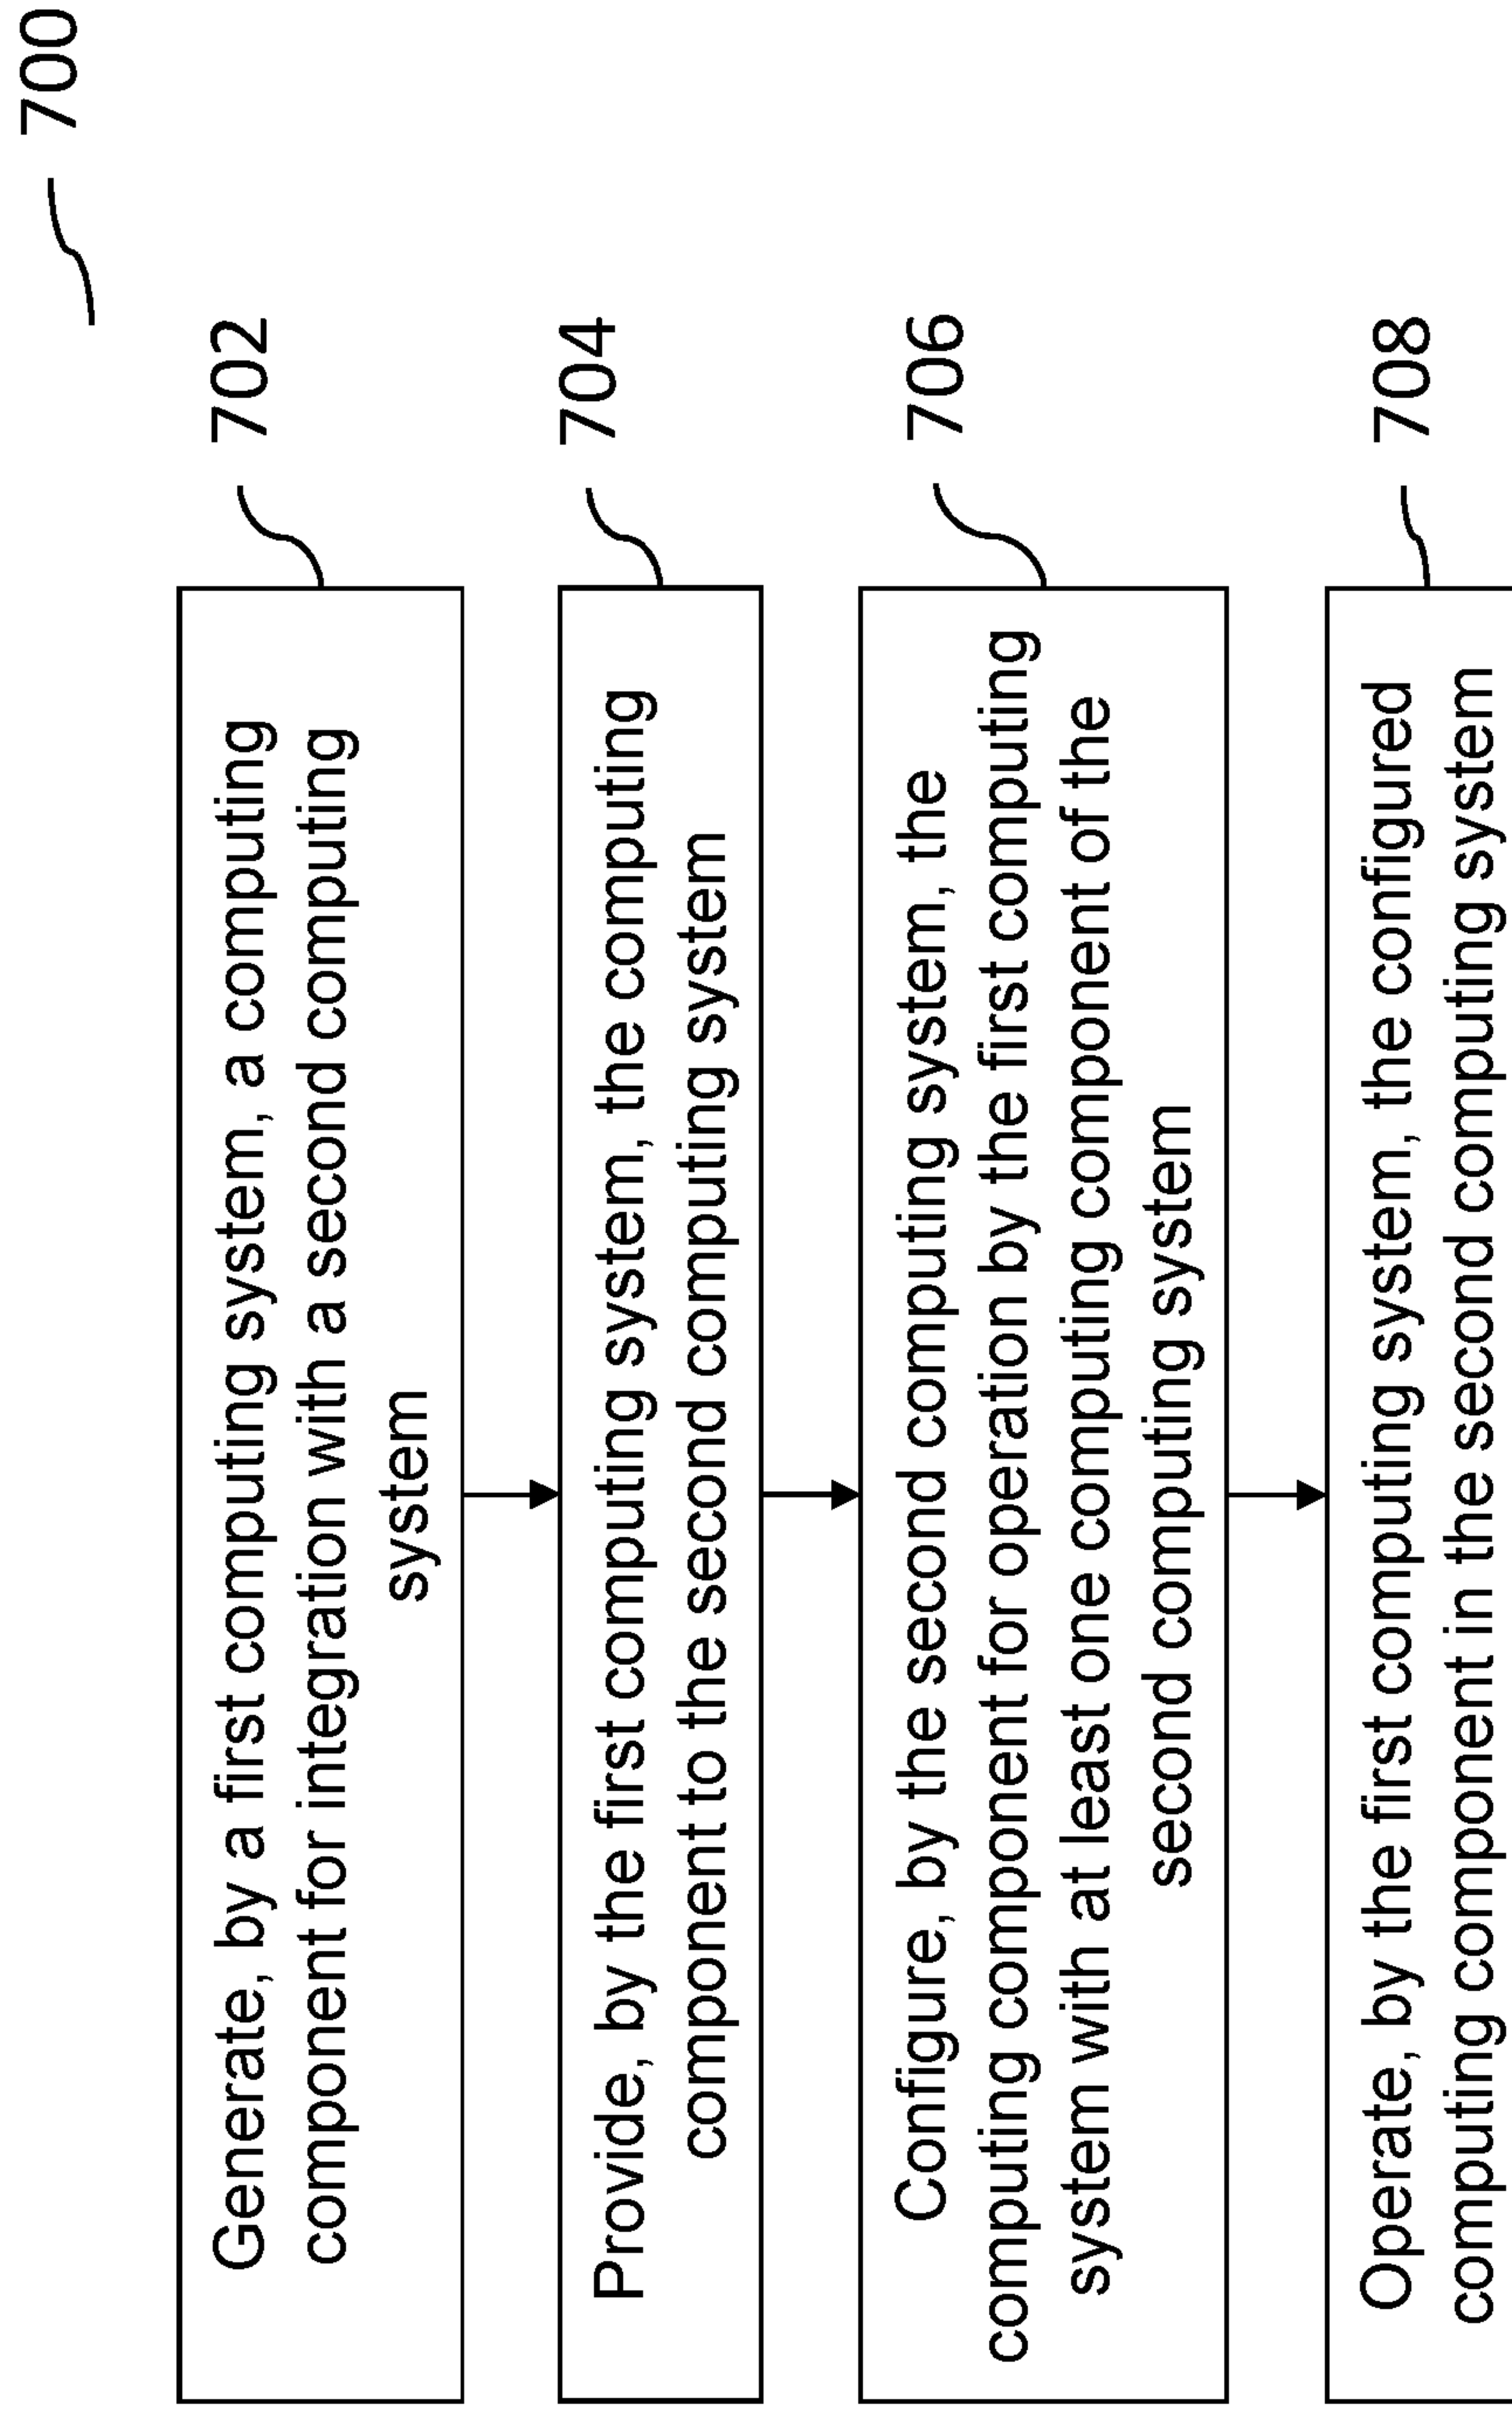 700
Generate, by a first computing system, a computing
component for integration with a second computing
system
702
Provide, by the first computing system, the computing
component to the second computing system
704
Configure, by the second computing system, the
computing component for operation by the first computing
system with at least one computing component of the
second computing system
706
Operate, by the first computing system, the configured
computing component in the second computing system
708